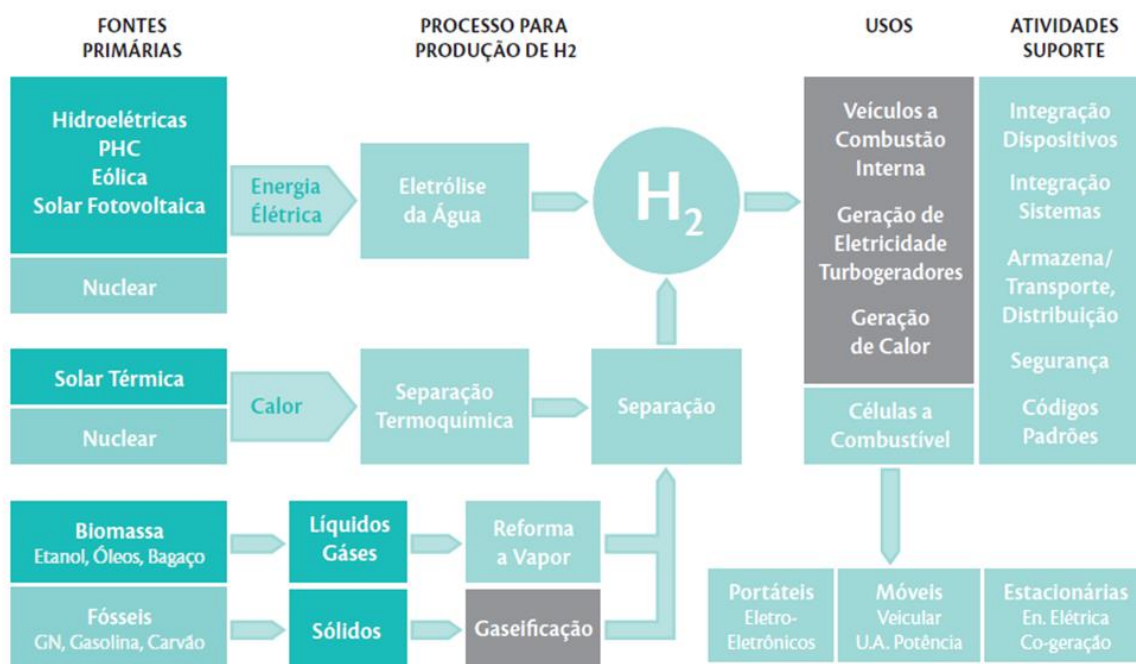 FONTES
PRIMÁRIAS
PROCESSO PARA
PRODUÇÃO DE H2
USOS
ATIVIDADES
SUPORTE
Hidroelétricas
PHC
Eólica
Solar Fotovoltaica
Nuclear
Energia
Élétrica
Eletrólise
da Água
H2
Veículos a
Combustão
Interna
Geração de
Eletricidade
Turbogeradores
Geração
de Calor
Células a
Combustível
Integração
Dispositivos
Integração
Sistemas
Armazena/
Transporte,
Distribuição
Segurança
Códigos
Padrões
Solar Térmica
Nuclear
Calor
Separação
Termoquímica
Separação
Biomassa
Etanol, Óleos, Bagaço
Líquidos
Gáses
Reforma
a Vapor
Fósseis
GN, Gasolina, Carvão
Sólidos
Gaseificação
Portáteis
Eletro-
Eletrônicos
Móveis
Veicular
U.A. Potência
Estacionárias
En. Elétrica
Co-geração